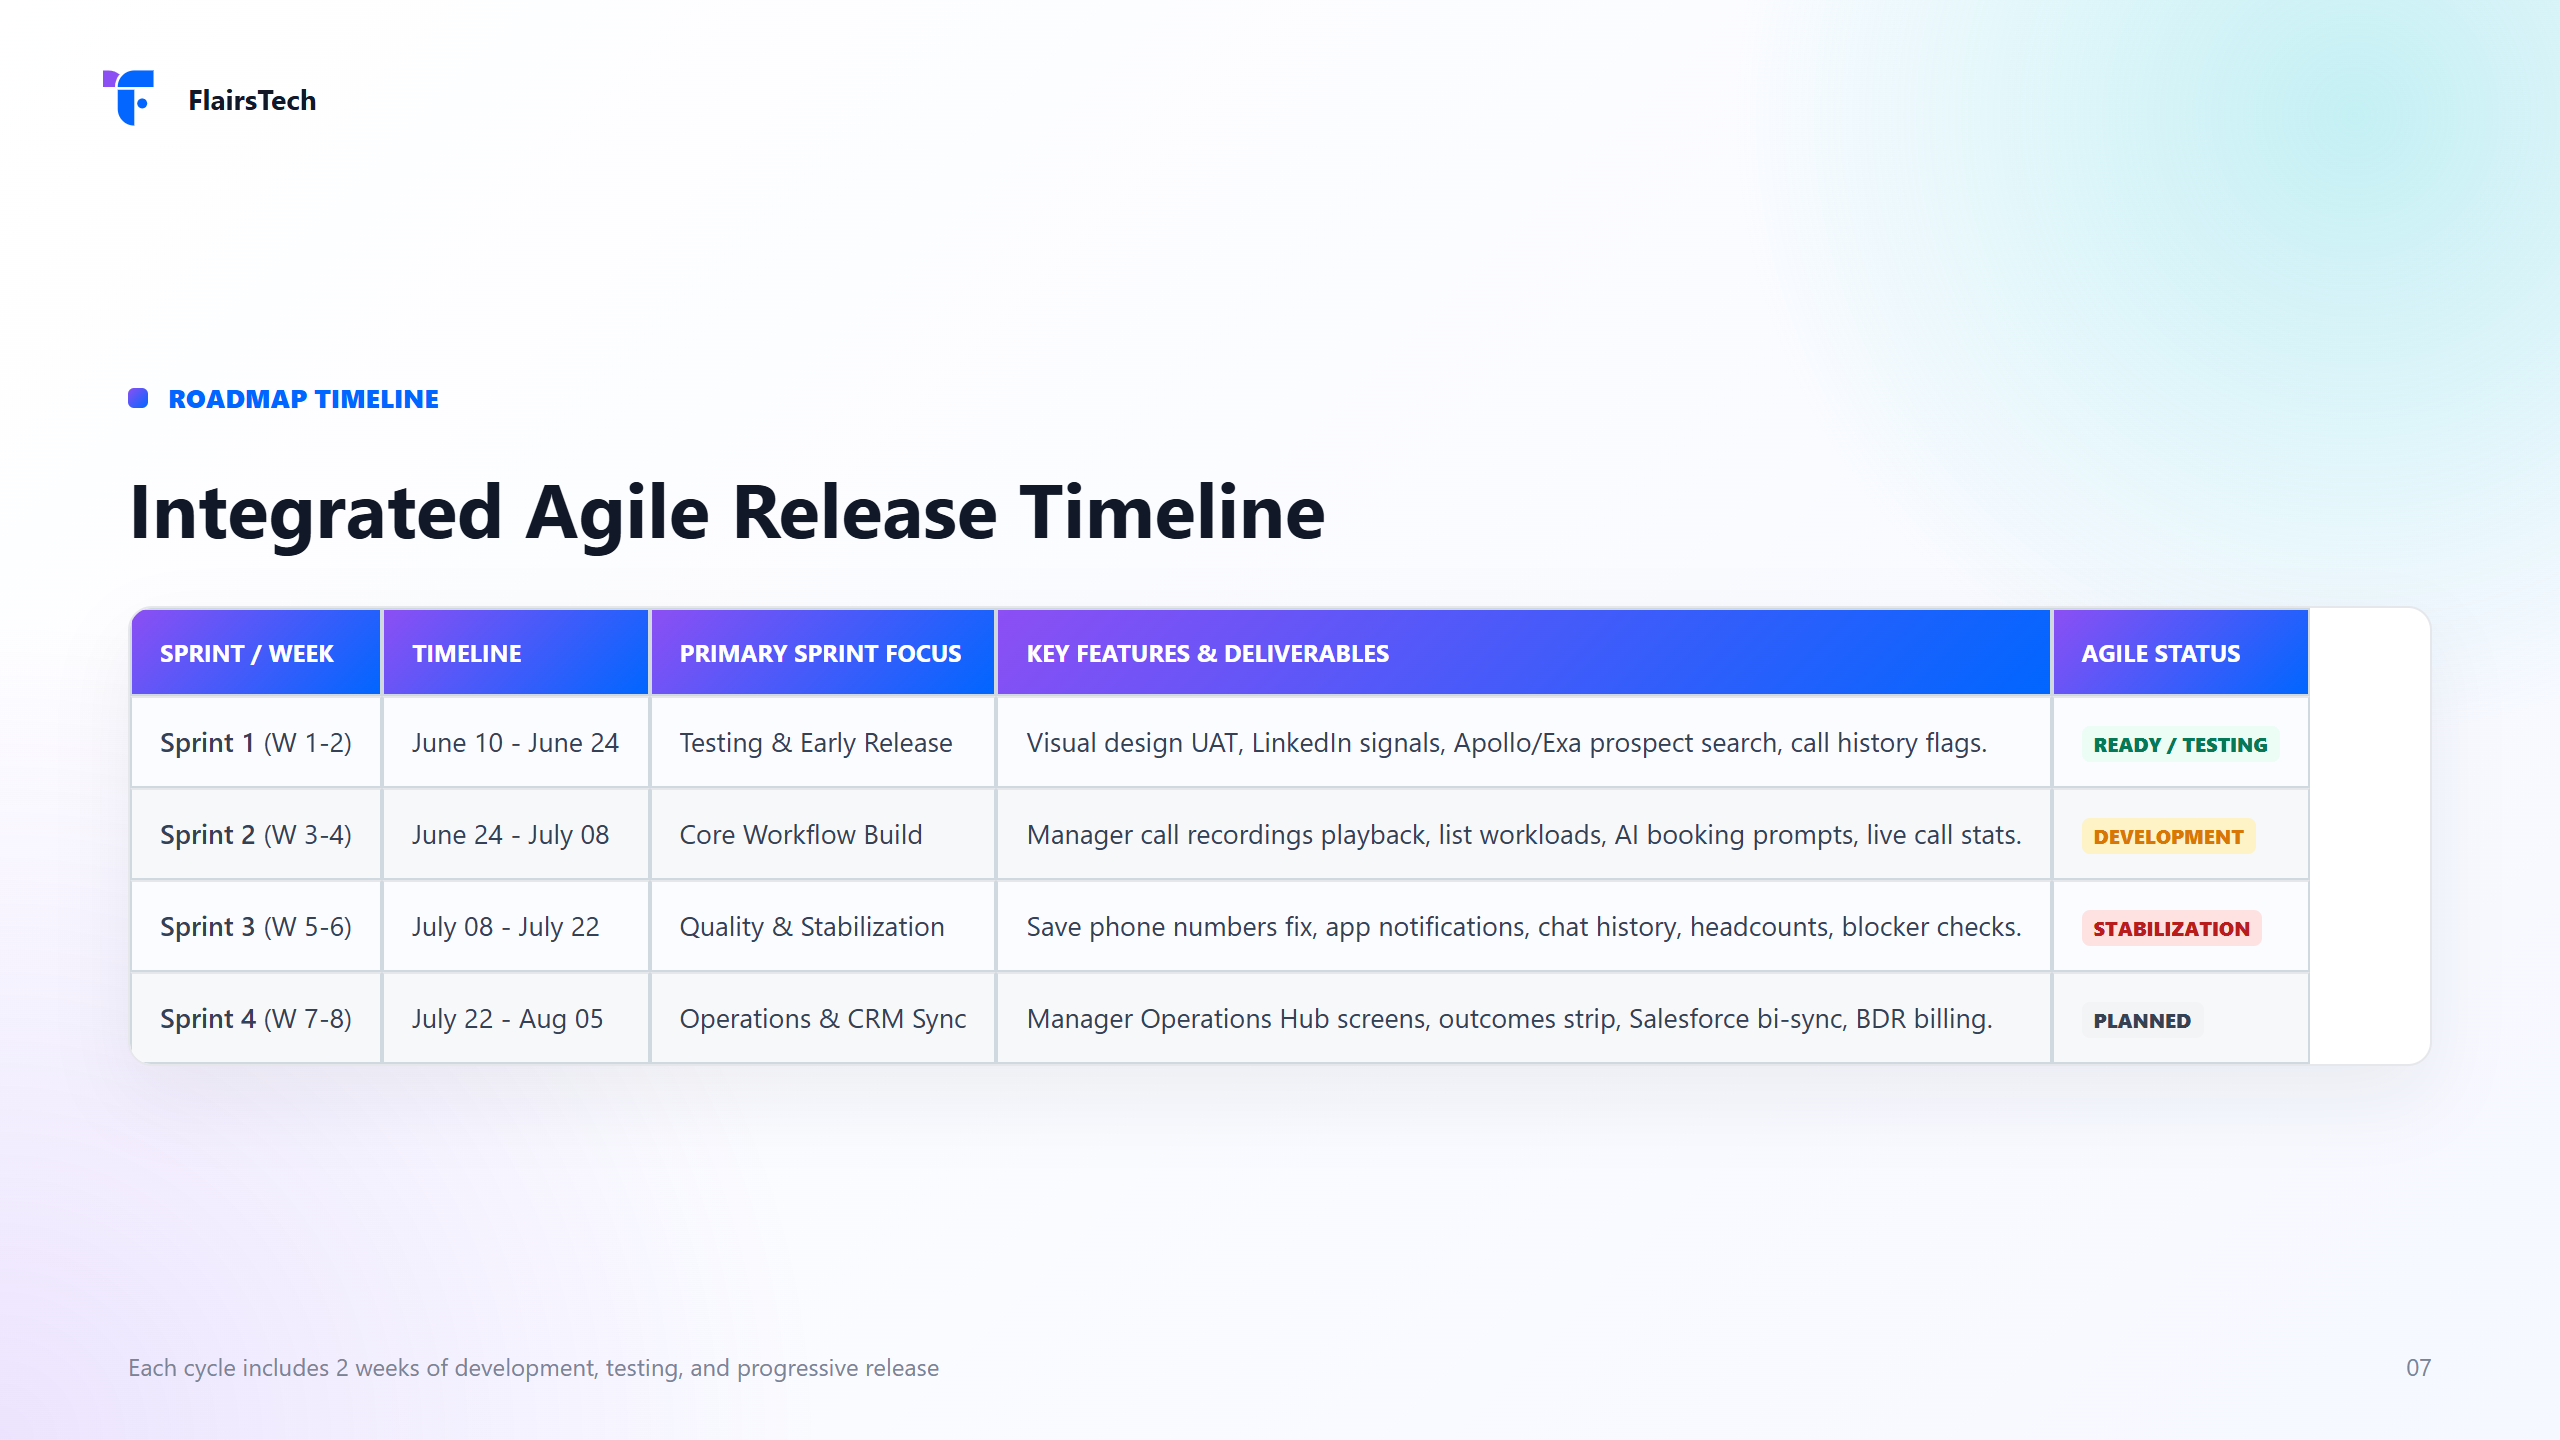 FlairsTech
ROADMAP TIMELINE
Integrated Agile Release Timeline
SPRINT / WEEK TIMELINE PRIMARY SPRINT FOCUS KEY FEATURES & DELIVERABLES AGILE STATUS
Sprint 1 (W 1-2) June 10 - June 24 Testing & Early Release Visual design UAT, LinkedIn signals, Apollo/Exa prospect search, call history flags. READY / TESTING
Sprint 2 (W 3-4) June 24 - July 08 Core Workflow Build Manager call recordings playback, list workloads, AI booking prompts, live call stats. DEVELOPMENT
Sprint 3 (W 5-6) July 08 - July 22 Quality & Stabilization Save phone numbers fix, app notifications, chat history, headcounts, blocker checks. STABILIZATION
Sprint 4 (W 7-8) July 22 - Aug 05 Operations & CRM Sync Manager Operations Hub screens, outcomes strip, Salesforce bi-sync, BDR billing. PLANNED
Each cycle includes 2 weeks of development, testing, and progressive release
07